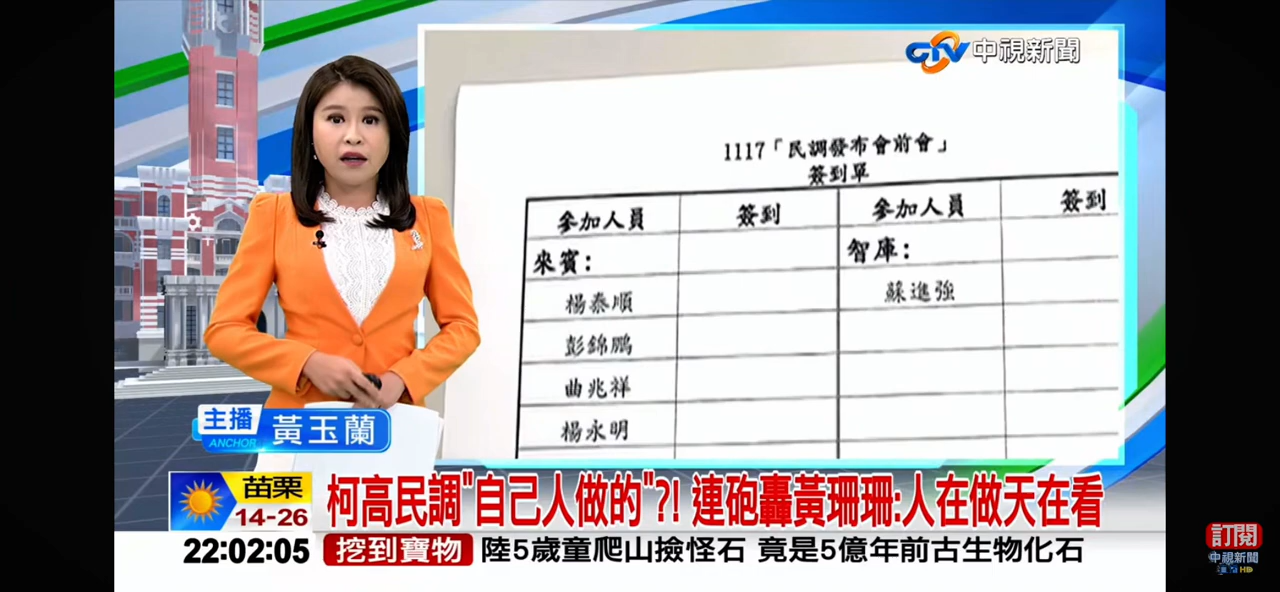 CTV 中視新聞
1117「民調發布會前會」
簽到單
參加人員 簽到 參加人員 簽到
來賓： 智庫：
楊泰順 蘇進強
彭錦鵬
曲兆祥
楊永明
主播 黃玉蘭
ANCHOR
苗栗 柯高民調"自己人做的"?! 連砲轟黃珊珊:人在做天在看
14-26
22:02:05 挖到寶物 陸5歲童爬山撿怪石 竟是5億年前古生物化石
訂閱
中視新聞
HD